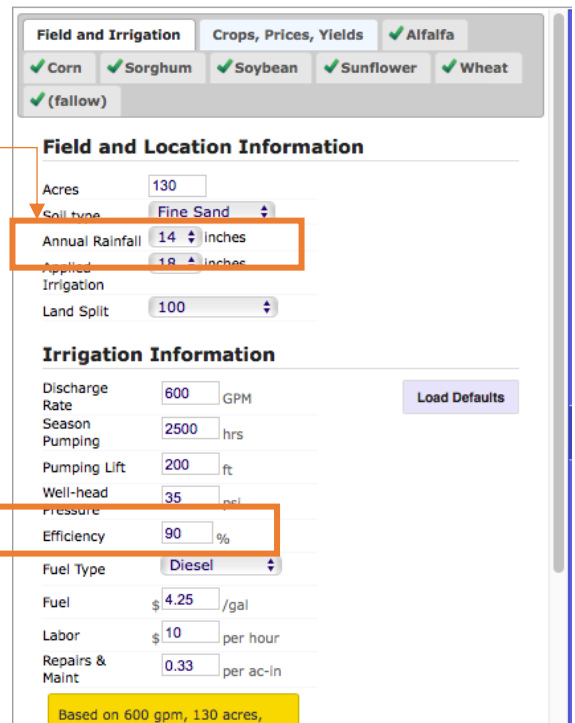 Field and Irrigation Crops, Prices, Yields Alfalfa
Corn Sorghum Soybean Sunflower Wheat
(fallow)
Field and Location Information
Acres 130
Soil type Fine Sand
Annual Rainfall 14 inches
Applied Irrigation 18 inches
Land Split 100
Irrigation Information
Discharge Rate 600 GPM
Load Defaults
Season Pumping 2500 hrs
Pumping Lift 200 ft
Well-head Pressure 35 psi
Efficiency 90 %
Fuel Type Diesel
Fuel $ 4.25 /gal
Labor $ 10 per hour
Repairs & Maint 0.33 per ac-in
Based on 600 gpm, 130 acres,